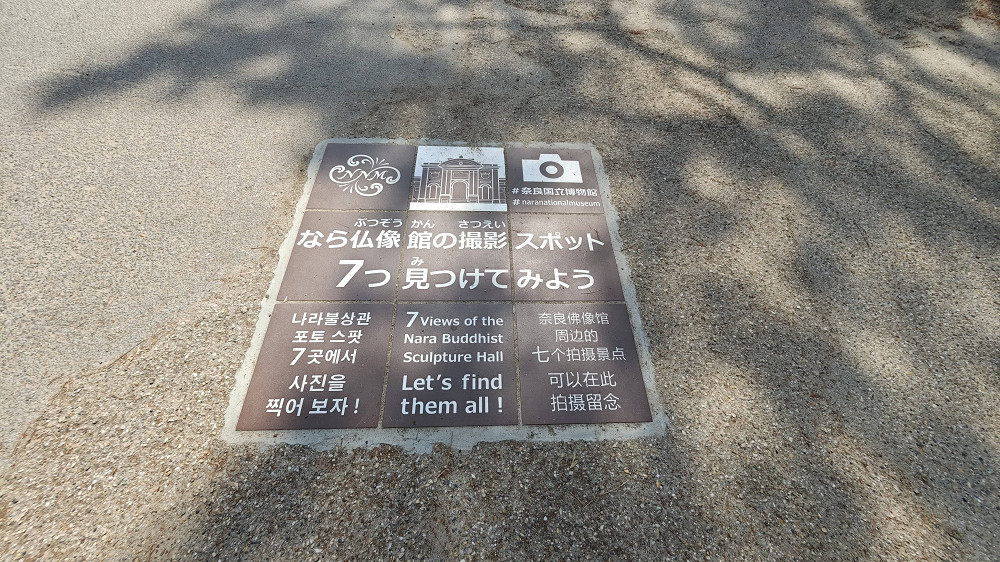 NNM
#奈良国立博物館
#naranationalmuseum
ぶつぞう かん さつえい
なら仏像館の撮影スポット
み
7つ見つけてみよう
나라불상관
포토 스팟
7곳에서
사진을
찍어 보자!
7 Views of the
Nara Buddhist
Sculpture Hall
Let's find
them all!
奈良佛像馆
周边的
七个拍摄景点
可以在此
拍摄留念